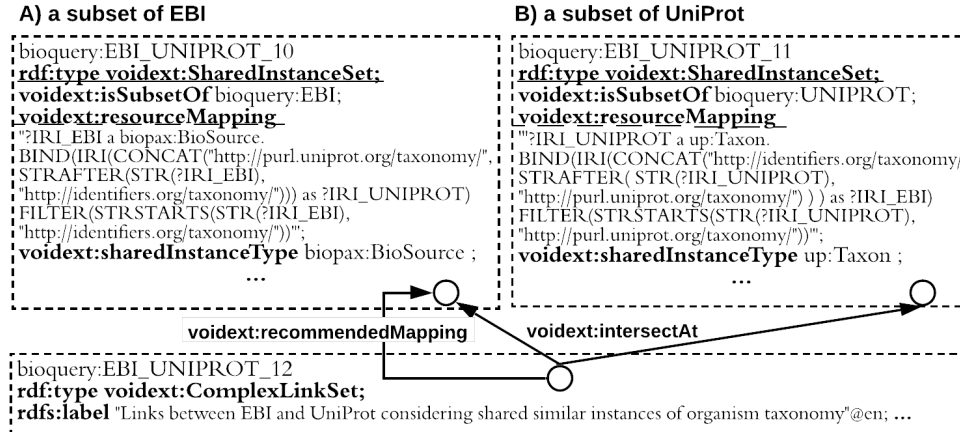 A) a subset of EBI
bioquery:EBI_UNIPROT_10
rdf:type voidext:SharedInstanceSet;
voidext:isSubsetOf bioquery:EBI;
voidext:resourceMapping
"'?IRI_EBI a biopax:BioSource.
BIND(IRI(CONCAT("http://purl.uniprot.org/taxonomy/",
STRAFTER(STR(?IRI_EBI),
"http://identifiers.org/taxonomy/"))) as ?IRI_UNIPROT)
FILTER(STRSTARTS(STR(?IRI_EBI),
"http://identifiers.org/taxonomy/"))'";
voidext:sharedInstanceType biopax:BioSource ;
...
B) a subset of UniProt
bioquery:EBI_UNIPROT_11
rdf:type voidext:SharedInstanceSet;
voidext:isSubsetOf bioquery:UNIPROT;
voidext:resourceMapping
"'?IRI_UNIPROT a up:Taxon.
BIND(IRI(CONCAT("http://identifiers.org/taxonomy/
STRAFTER( STR(?IRI_UNIPROT),
"http://purl.uniprot.org/taxonomy/") ) ) as ?IRI_EBI)
FILTER(STRSTARTS(STR(?IRI_UNIPROT),
"http://purl.uniprot.org/taxonomy/"))'";
voidext:sharedInstanceType up:Taxon ;
...
voidext:recommendedMapping
voidext:intersectAt
bioquery:EBI_UNIPROT_12
rdf:type voidext:ComplexLinkSet;
rdfs:label "Links between EBI and UniProt considering shared similar instances of organism taxonomy"@en; ...